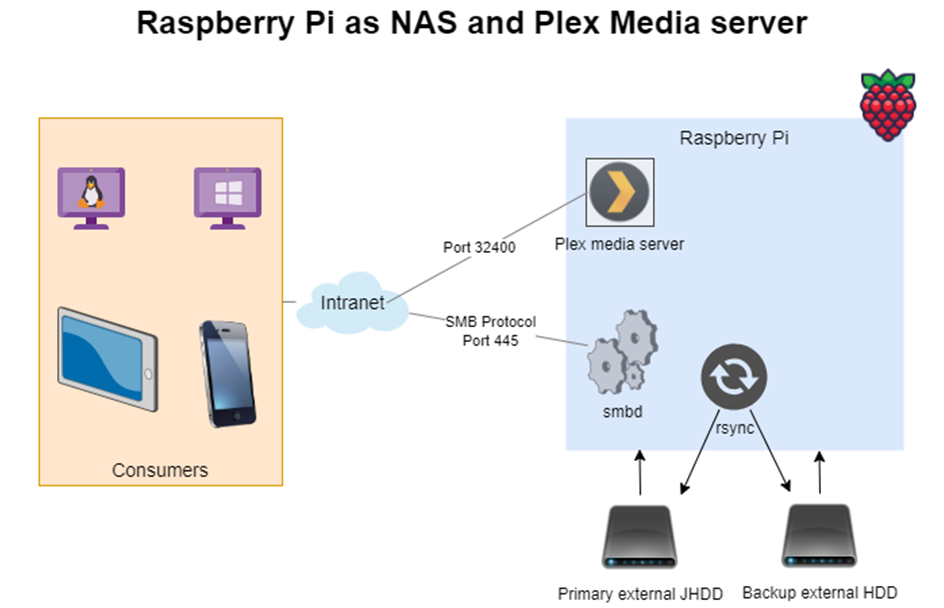 Raspberry Pi as NAS and Plex Media server
Raspberry Pi
Plex media server
Port 32400
Intranet
SMB Protocol
Port 445
smbd
rsync
Consumers
Primary external JHDD
Backup external HDD